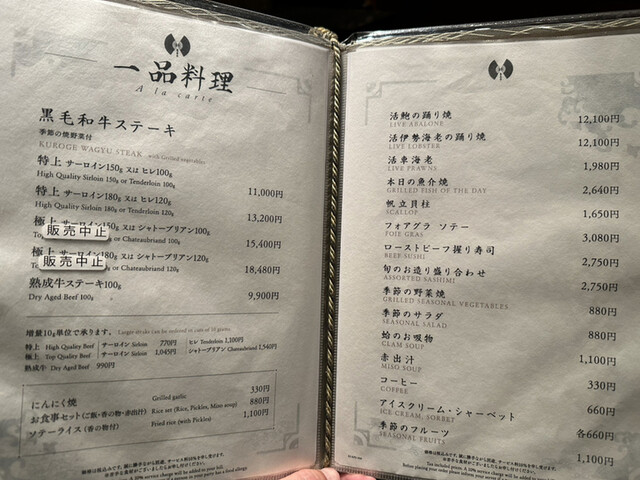 一品料理
A la carte
黒毛和牛ステーキ
季節の焼野菜付
KUROGE WAGYU STEAK with Grilled vegetables
特上 サーロイン150g 又は ヒレ100g
High Quality Sirloin 150g or Tenderloin 100g
11,000円
特上 サーロイン180g 又は ヒレ120g
High Quality Sirloin 180g or Tenderloin 120g
13,200円
極上 150g 又は シャトーブリアン100g
販売中止
or Chateaubriand 100g
15,400円
極上 180g 又は シャトーブリアン120g
販売中止
or Chateaubriand 120g
18,480円
熟成牛ステーキ100g
Dry Aged Beef 100g
9,900円
増量10g単位で承ります。 Larger steaks can be ordered in cuts of 10 grams.
特上 High Quality Beef サーロイン Sirloin 770円 ヒレ Tenderloin 1,100円
極上 Top Quality Beef サーロイン Sirloin 1,045円 シャトーブリアン Chateaubriand 1,540円
熟成牛 Dry Aged Beef 990円
にんにく焼 Grilled garlic 330円
お食事セット(ご飯・香の物・赤出汁) Rice set (Rice, Pickles, Miso soup) 880円
ソテーライス(香の物付) Fried rice (with Pickles) 1,100円
活鮑の踊り焼 12,100円
LIVE ABALONE
活伊勢海老の踊り焼 12,100円
LIVE LOBSTER
活車海老 1,980円
LIVE PRAWNS
本日の魚介焼 2,640円
GRILLED FISH OF THE DAY
帆立貝柱 1,650円
SCALLOP
フォアグラ ソテー 3,080円
FOIE GRAS
ローストビーフ握り寿司 2,750円
BEEF SUSHI
旬のお造り盛り合わせ 2,750円
ASSORTED SASHIMI
季節の野菜焼 880円
GRILLED SEASONAL VEGETABLES
季節のサラダ 880円
SEASONAL SALAD
蛤のお吸物 1,100円
CLAM SOUP
赤出汁 330円
MISO SOUP
コーヒー 660円
COFFEE
アイスクリーム・シャーベット 各660円
ICE CREAM, SORBET
季節のフルーツ 1,100円
SEASONAL FRUITS